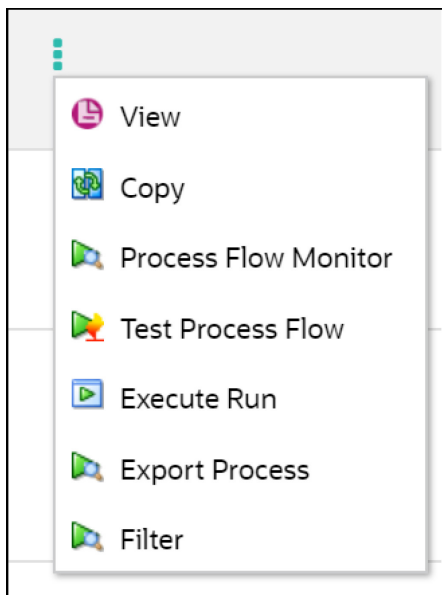 View
Copy
Process Flow Monitor
Test Process Flow
Execute Run
Export Process
Filter